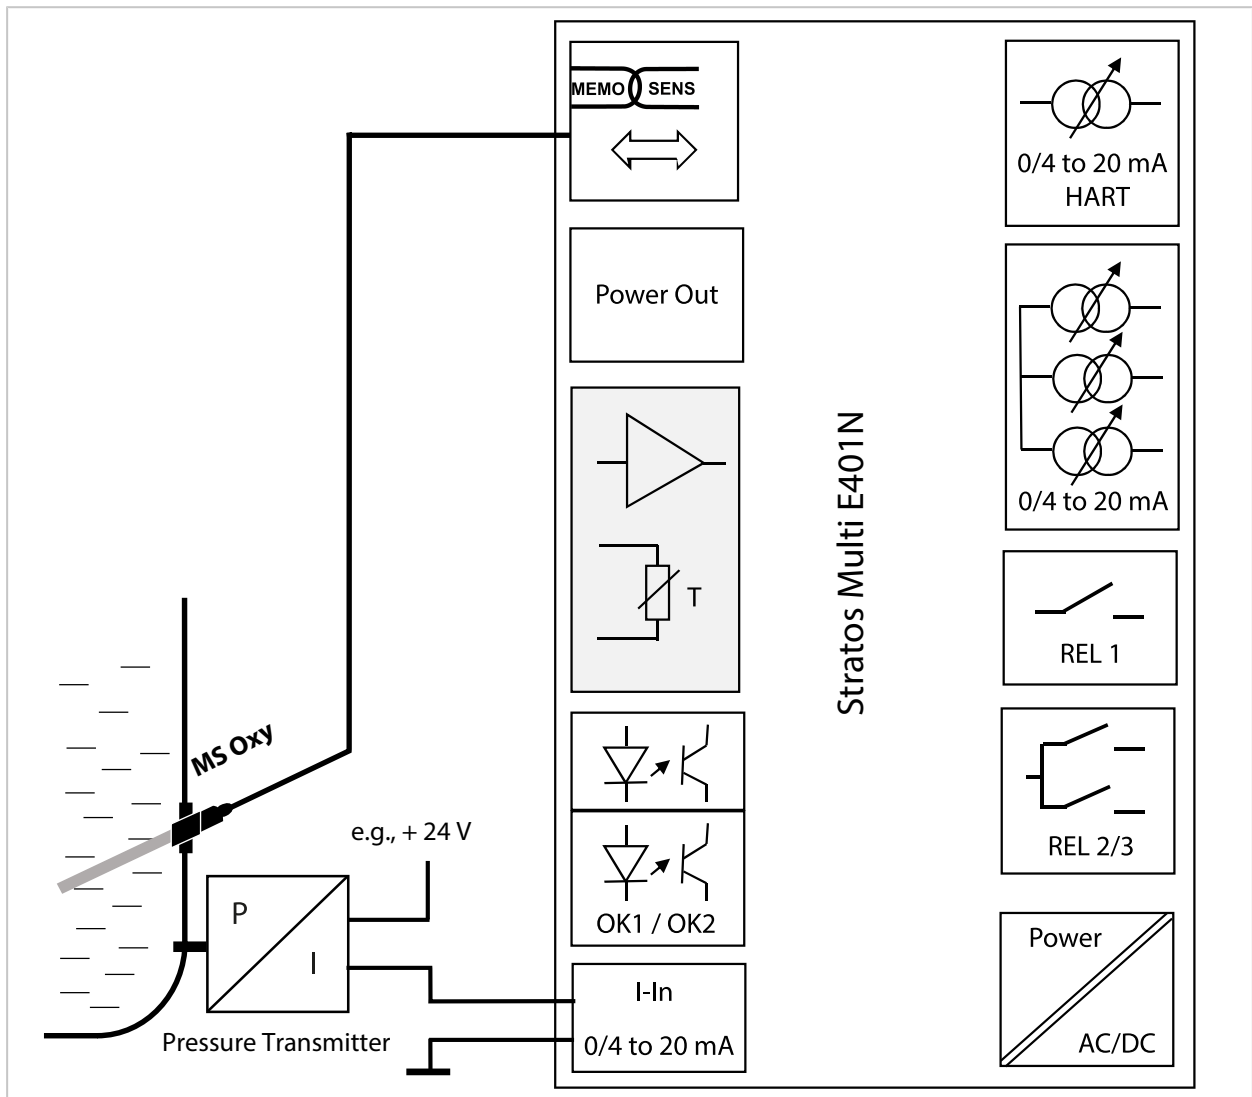 MEMO SENS
0/4 to 20 mA
HART
Power Out
0/4 to 20 mA
T
Stratos Multi E401N
REL 1
MS Oxy
e.g., + 24 V
REL 2/3
P
I
OK1 / OK2
Power
AC/DC
I-In
0/4 to 20 mA
Pressure Transmitter